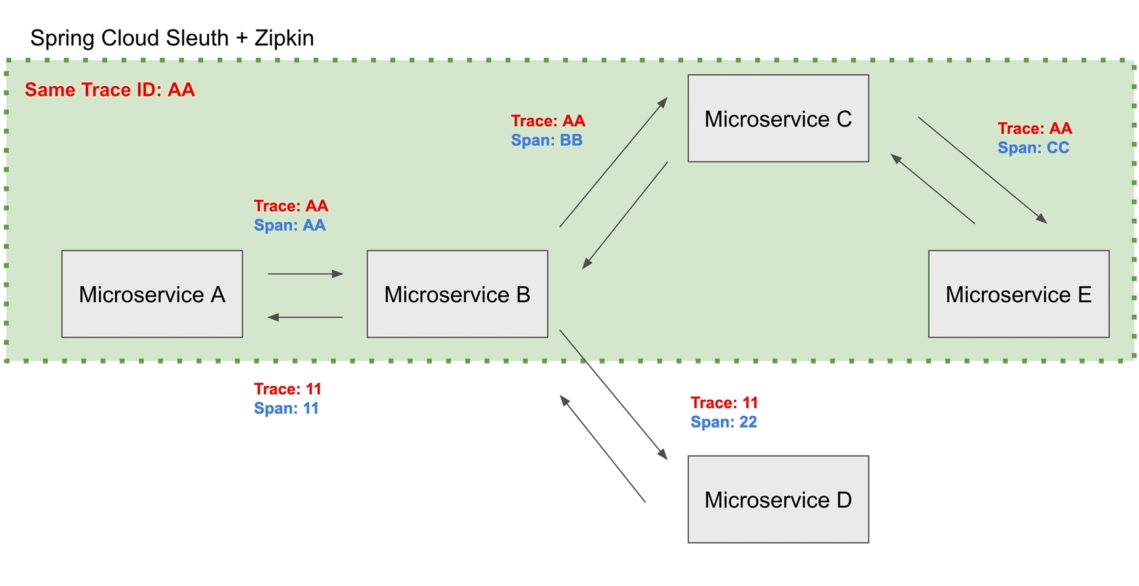 Spring Cloud Sleuth + Zipkin
Same Trace ID: AA
Trace: AA
Span: BB
Microservice C
Trace: AA
Span: CC
Trace: AA
Span: AA
Microservice A
Microservice B
Microservice E
Trace: 11
Span: 11
Trace: 11
Span: 22
Microservice D